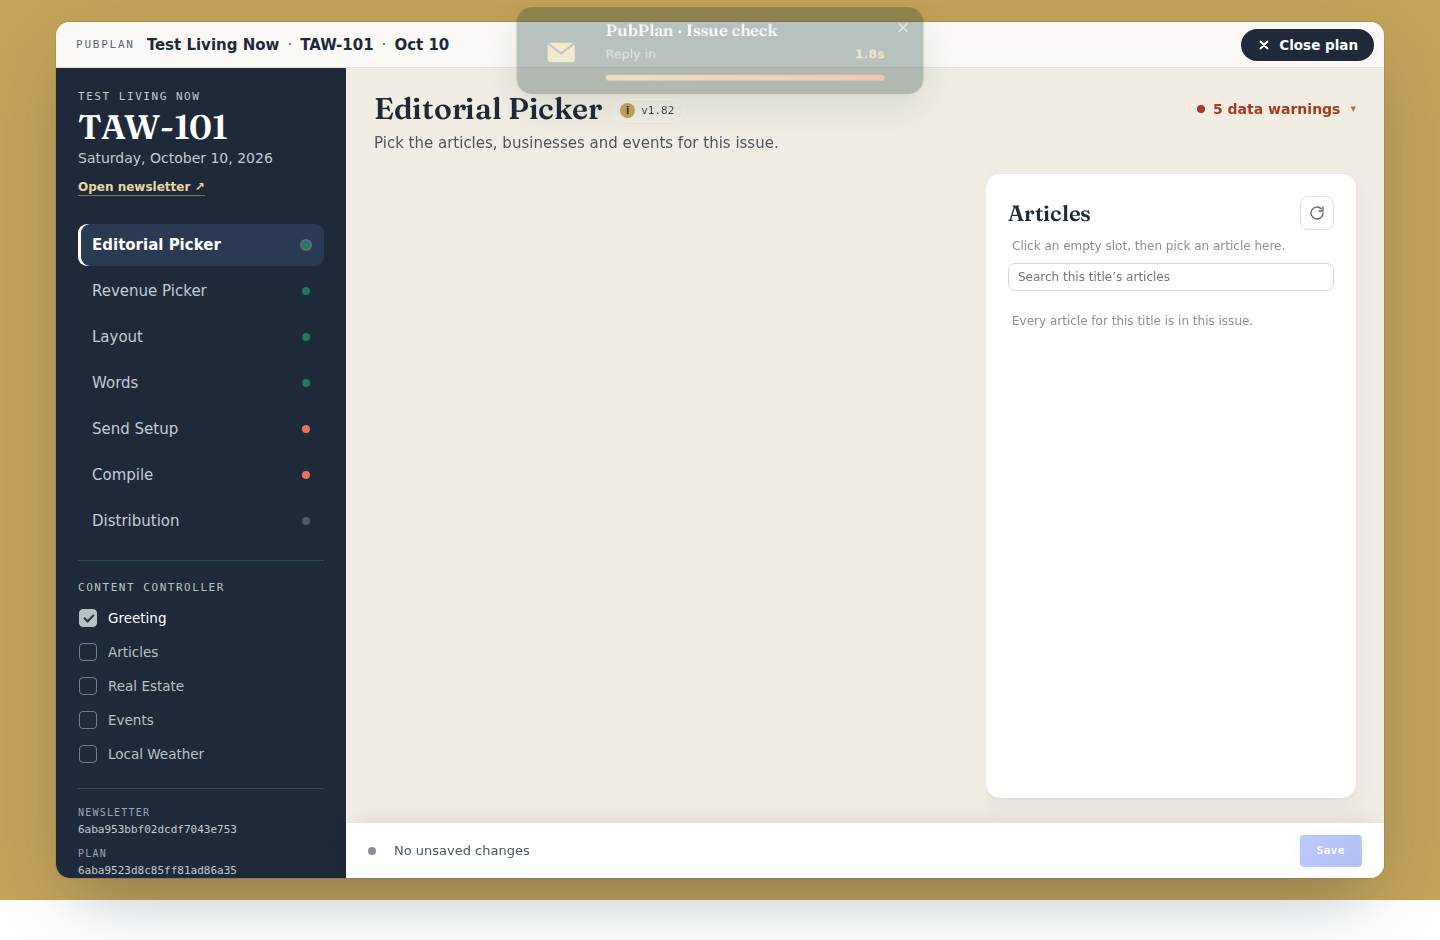 PubPlan · Issue check
Reply in 1.8s
PUBPLAN Test Living Now · TAW-101 · Oct 10
Close plan
TEST LIVING NOW
TAW-101
Saturday, October 10, 2026
Open newsletter ↗
Editorial Picker
Revenue Picker
Layout
Words
Send Setup
Compile
Distribution
CONTENT CONTROLLER
Greeting
Articles
Real Estate
Events
Local Weather
NEWSLETTER
6aba953bbf02dcdf7043e753
PLAN
6aba9523d8c85ff81ad86a35
Editorial Picker i v1.82
5 data warnings
Pick the articles, businesses and events for this issue.
Articles
Click an empty slot, then pick an article here.
Search this title’s articles
Every article for this title is in this issue.
No unsaved changes
Save